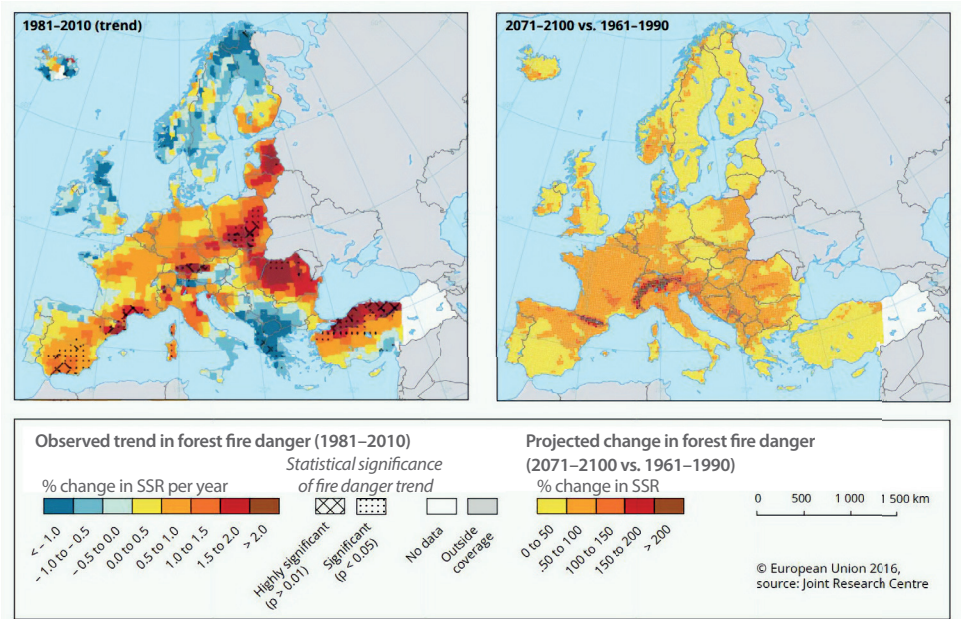 1981–2010 (trend)
2071–2100 vs. 1961–1990
Observed trend in forest fire danger (1981–2010)
% change in SSR per year
< – 1.0
– 1.0 to – 0.5
– 0.5 to 0.0
0.0 to 0.5
0.5 to 1.0
1.0 to 1.5
1.5 to 2.0
> 2.0
Statistical significance
of fire danger trend
Highly significant
(p > 0.01)
Significant
(p < 0.05)
No data
Outside
coverage
Projected change in forest fire danger
(2071–2100 vs. 1961–1990)
% change in SSR
0 to 50
50 to 100
100 to 150
150 to 200
> 200
0 500 1 000 1 500 km
© European Union 2016,
source: Joint Research Centre